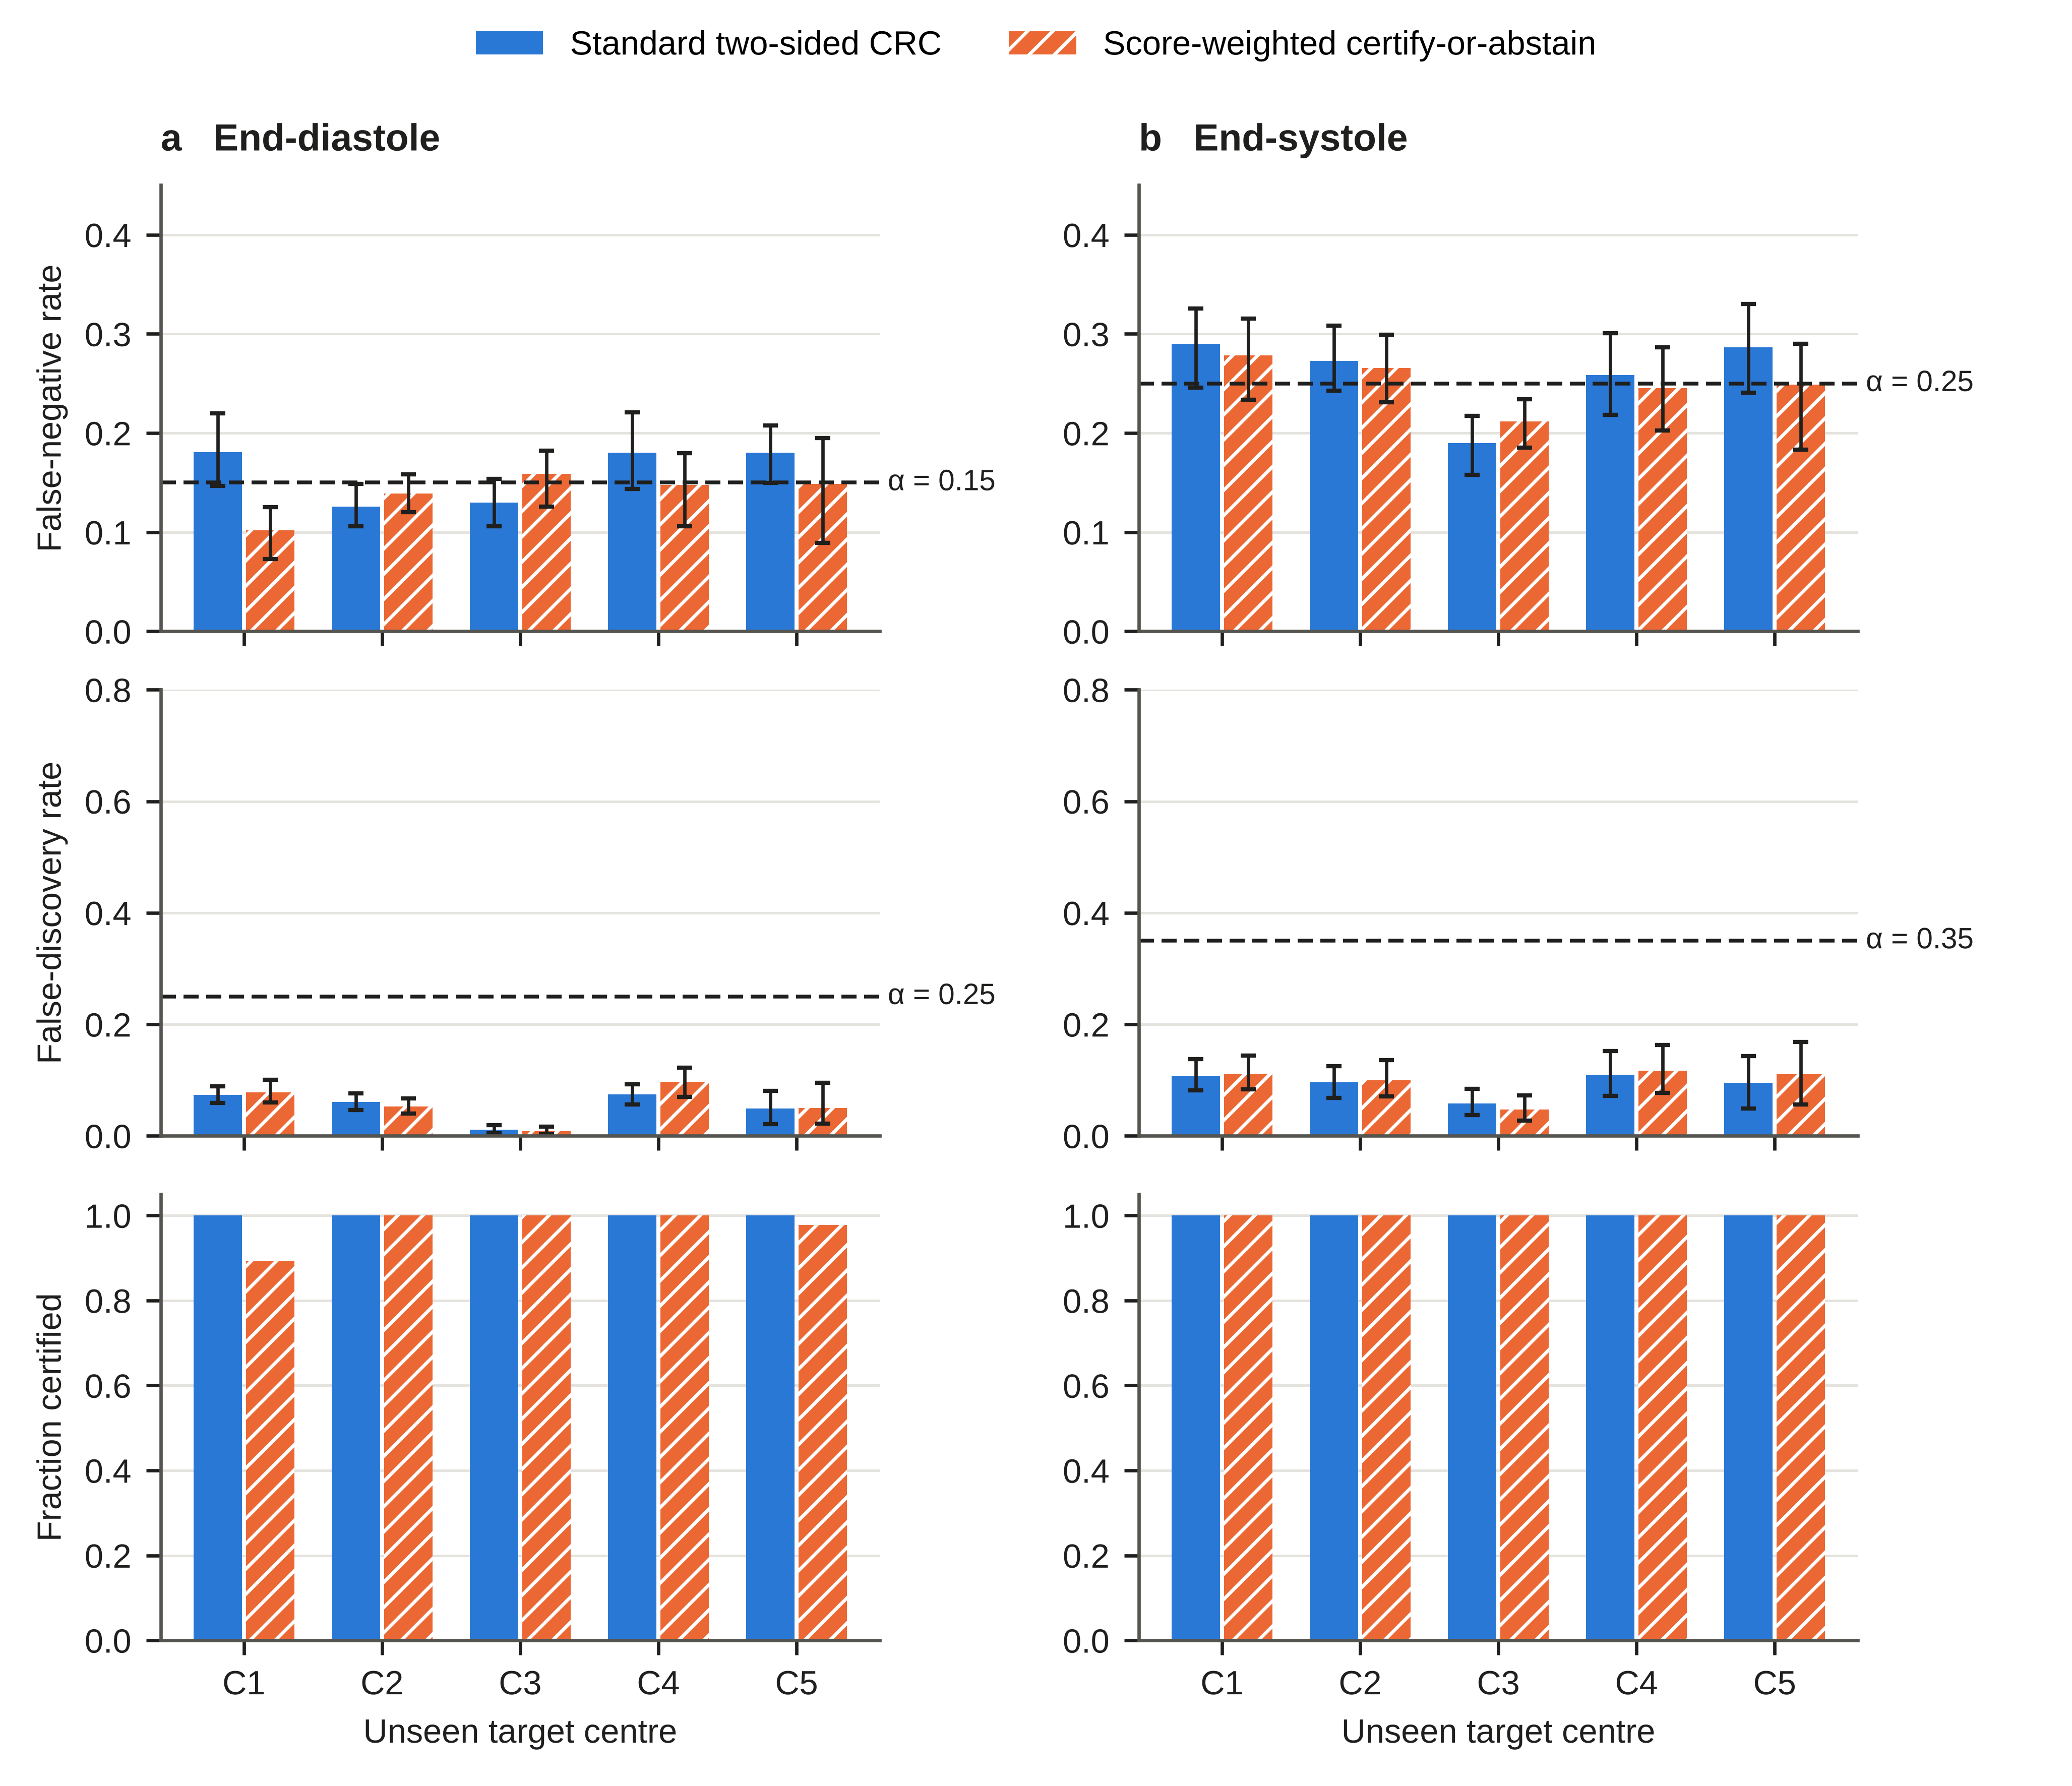 Standard two-sided CRC
Score-weighted certify-or-abstain
a End-diastole
b End-systole
False-negative rate
0.4
0.3
0.2
0.1
0.0
α = 0.15
0.4
0.3
0.2
0.1
0.0
α = 0.25
False-discovery rate
0.8
0.6
0.4
0.2
0.0
α = 0.25
0.8
0.6
0.4
0.2
0.0
α = 0.35
Fraction certified
1.0
0.8
0.6
0.4
0.2
0.0
C1 C2 C3 C4 C5
Unseen target centre
1.0
0.8
0.6
0.4
0.2
0.0
C1 C2 C3 C4 C5
Unseen target centre